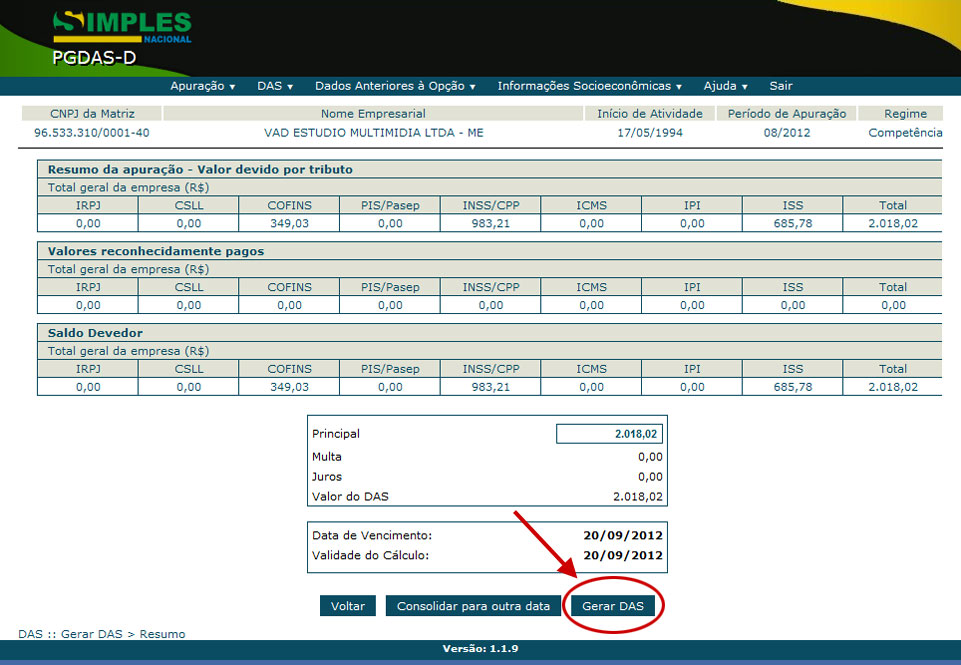 SIMPLES
NACIONAL
PGDAS-D
Apuração ▾ DAS ▾ Dados Anteriores à Opção ▾ Informações Socioeconômicas ▾ Ajuda ▾ Sair
CNPJ da Matriz Nome Empresarial Início de Atividade Período de Apuração Regime
96.533.310/0001-40 VAD ESTUDIO MULTIMIDIA LTDA - ME 17/05/1994 08/2012 Competência
Resumo da apuração - Valor devido por tributo
Total geral da empresa (R$)
IRPJ CSLL COFINS PIS/Pasep INSS/CPP ICMS IPI ISS Total
0,00 0,00 349,03 0,00 983,21 0,00 0,00 685,78 2.018,02
Valores reconhecidamente pagos
Total geral da empresa (R$)
IRPJ CSLL COFINS PIS/Pasep INSS/CPP ICMS IPI ISS Total
0,00 0,00 0,00 0,00 0,00 0,00 0,00 0,00 0,00
Saldo Devedor
Total geral da empresa (R$)
IRPJ CSLL COFINS PIS/Pasep INSS/CPP ICMS IPI ISS Total
0,00 0,00 349,03 0,00 983,21 0,00 0,00 685,78 2.018,02
Principal 2.018,02
Multa 0,00
Juros 0,00
Valor do DAS 2.018,02
Data de Vencimento: 20/09/2012
Validade do Cálculo: 20/09/2012
Voltar Consolidar para outra data Gerar DAS
DAS :: Gerar DAS > Resumo
Versão: 1.1.9